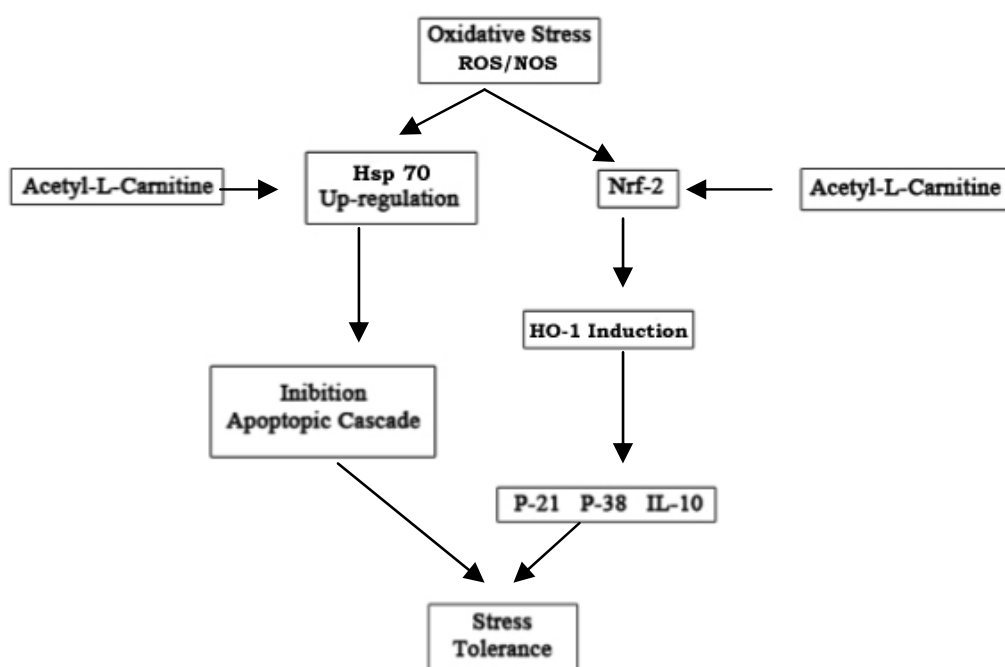 Oxidative Stress
ROS/NOS
Acetyl-L-Carnitine
Hsp 70
Up-regulation
Nrf-2
Acetyl-L-Carnitine
HO-1 Induction
Inibition
Apoptopic Cascade
P-21 P-38 IL-10
Stress
Tolerance